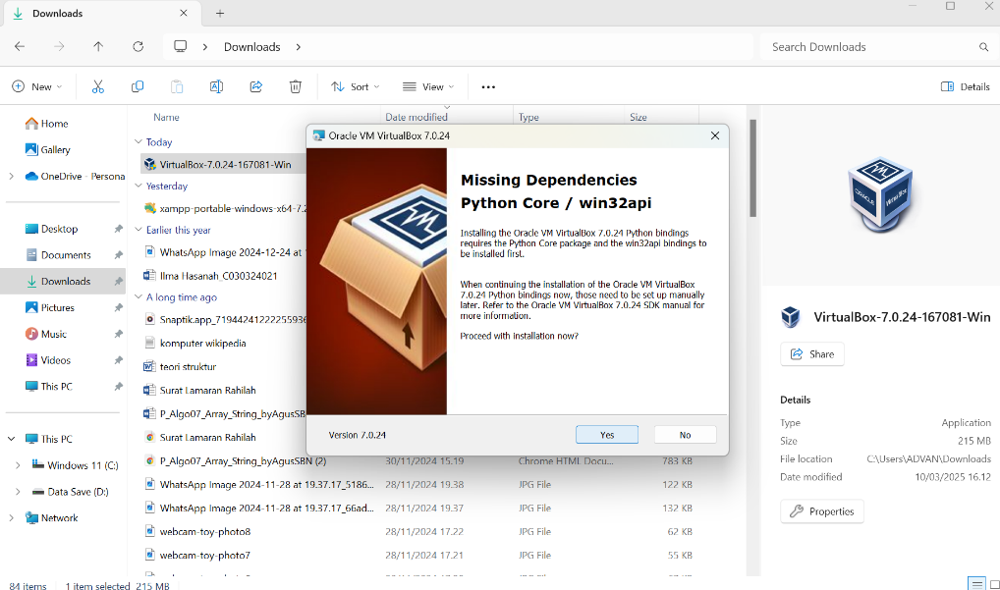 Downloads
Downloads
Search Downloads
New
Sort
View
Details
Home
Gallery
OneDrive - Persona
Desktop
Documents
Downloads
Pictures
Music
Videos
This PC
This PC
Windows 11 (C:)
Data Save (D:)
Network
Name
Date modified
Type
Size
Today
VirtualBox-7.0.24-167081-Win
Yesterday
xampp-portable-windows-x64-7.2
Earlier this year
WhatsApp Image 2024-12-24 at
Ilma Hasanah_C030324021
A long time ago
Snaptik.app_71944241222255936
komputer wikipedia
teori struktur
Surat Lamaran Rahilah
P_Algo07_Array_String_byAgusSB
Surat Lamaran Rahilah
P_Algo07_Array_String_byAgusSBN (2) 30/11/2024 15.19 Chrome HTML Docu... 783 KB
WhatsApp Image 2024-11-28 at 19.37.17_5186... 28/11/2024 19.38 JPG File 122 KB
WhatsApp Image 2024-11-28 at 19.37.17_66ad... 28/11/2024 19.37 JPG File 132 KB
webcam-toy-photo8 28/11/2024 17.22 JPG File 62 KB
webcam-toy-photo7 28/11/2024 17.21 JPG File 55 KB
Oracle VM VirtualBox 7.0.24
Missing Dependencies
Python Core / win32api
Installing the Oracle VM VirtualBox 7.0.24 Python bindings
requires the Python Core package and the win32api bindings to
be installed first.
When continuing the installation of the Oracle VM VirtualBox
7.0.24 Python bindings now, those need to be set up manually
later. Refer to the Oracle VM VirtualBox 7.0.24 SDK manual for
more information.
Proceed with installation now?
Version 7.0.24
Yes
No
ORACLE
VirtualBox
VirtualBox-7.0.24-167081-Win
Share
Details
Type Application
Size 215 MB
File location C:\Users\ADVAN\Downloads
Date modified 10/03/2025 16.12
Properties
84 items
1 item selected 215 MB